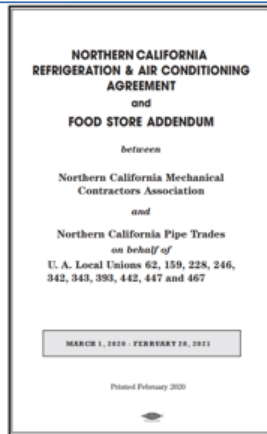 NORTHERN CALIFORNIA
REFRIGERATION & AIR CONDITIONING
AGREEMENT
and
FOOD STORE ADDENDUM
between
Northern California Mechanical
Contractors Association
and
Northern California Pipe Trades
on behalf of
U. A. Local Unions 62, 159, 228, 246,
342, 343, 393, 442, 447 and 467
MARCH 1, 2020 - FEBRUARY 28, 2021
Printed February 2020